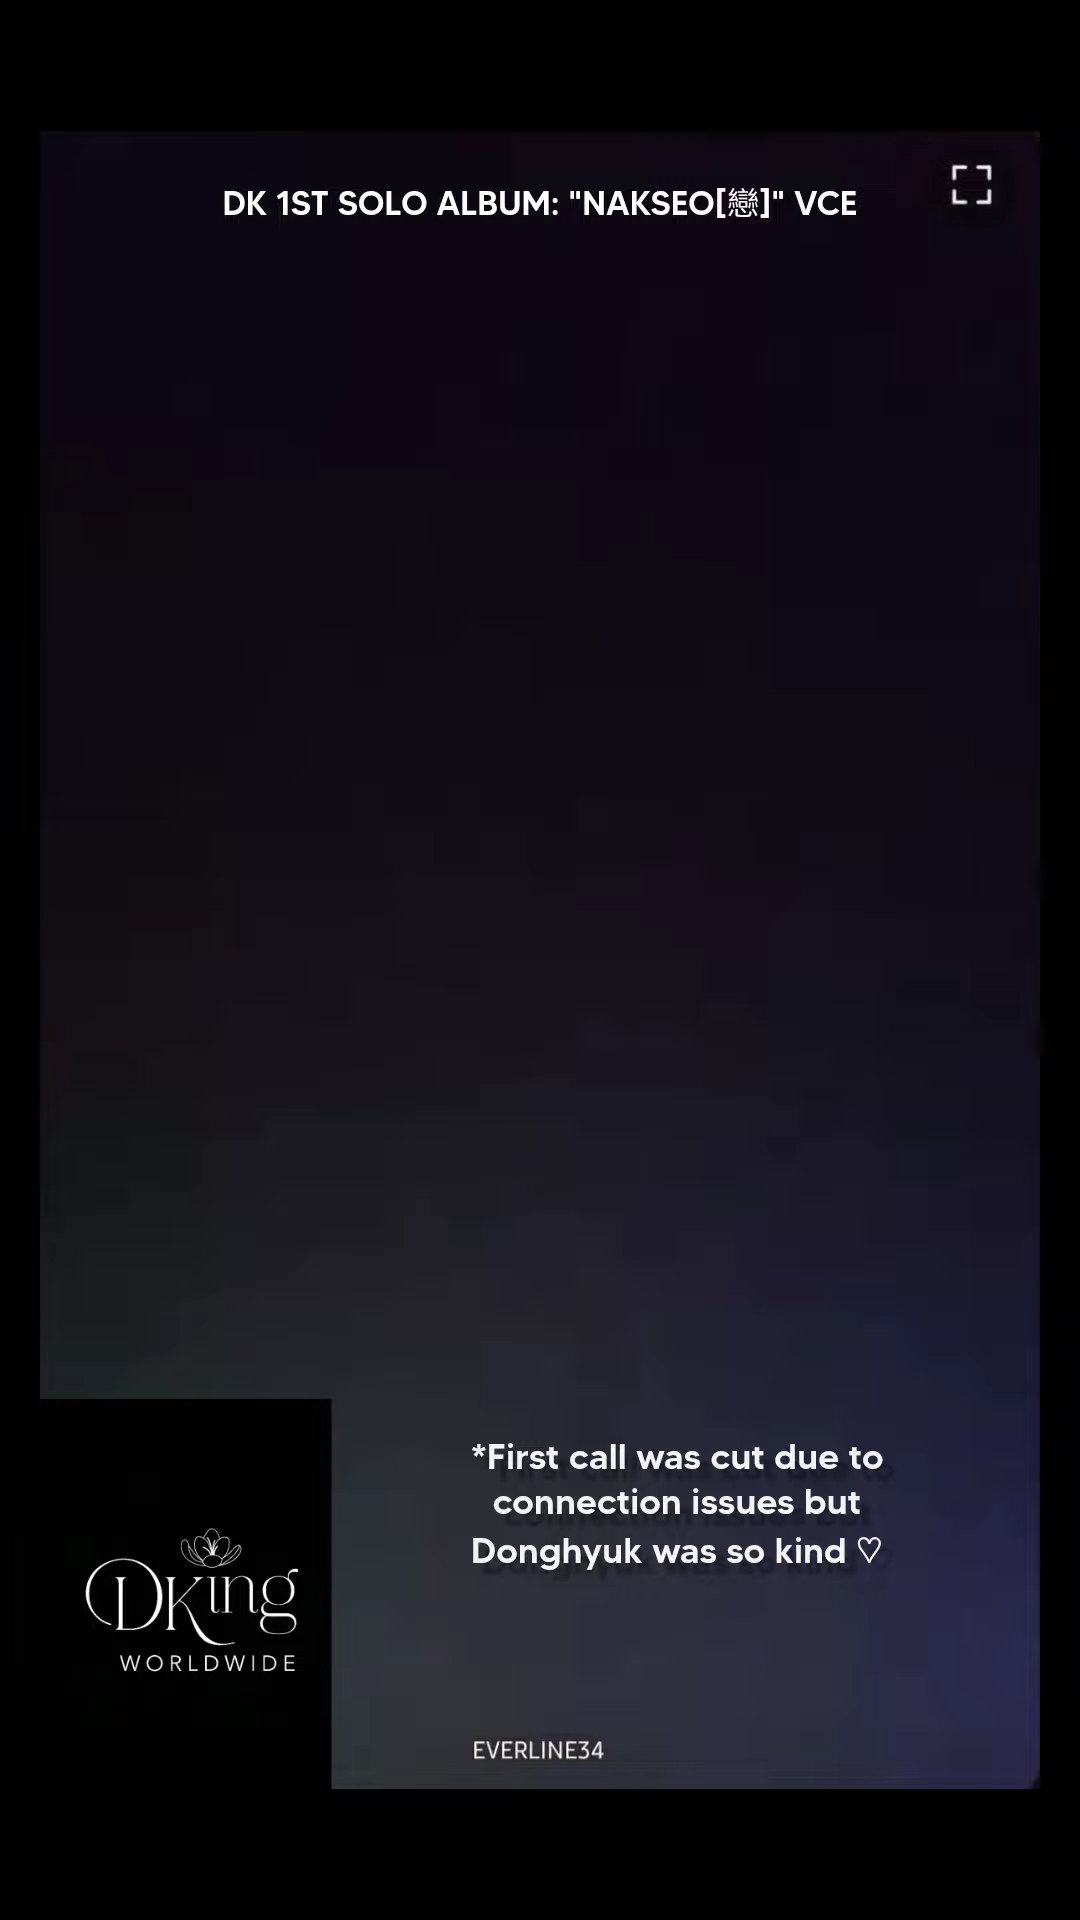 DK 1ST SOLO ALBUM: "NAKSEO[戀]" VCE
*First call was cut due to
connection issues but
Donghyuk was so kind ♡
DKing
WORLDWIDE
EVERLINE34